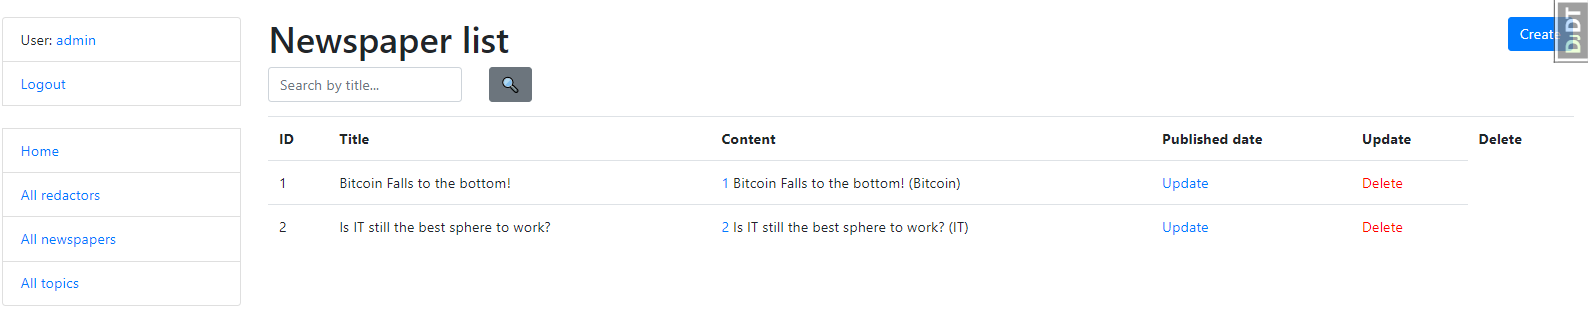 User: admin
Logout
Home
All redactors
All newspapers
All topics
Newspaper list
Create
DJDT
Search by title...
ID Title Content Published date Update Delete
1 Bitcoin Falls to the bottom! 1 Bitcoin Falls to the bottom! (Bitcoin) Update Delete
2 Is IT still the best sphere to work? 2 Is IT still the best sphere to work? (IT) Update Delete